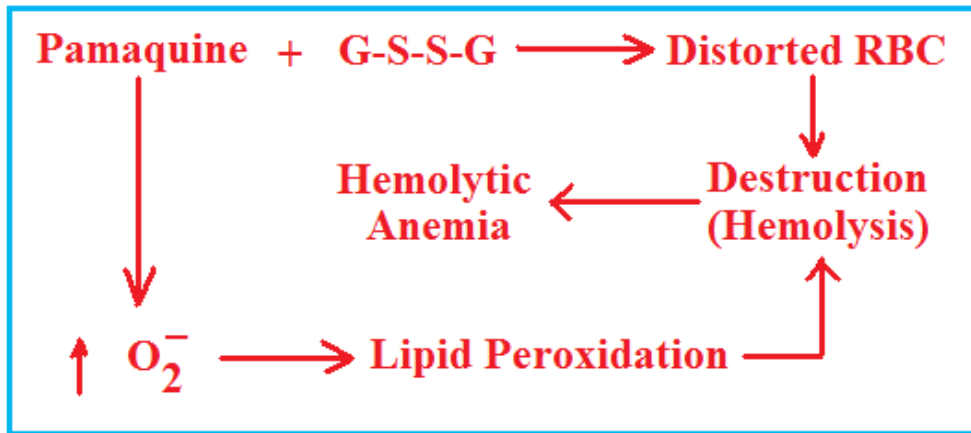 Pamaquine + G-S-S-G Distorted RBC
Hemolytic Anemia
Destruction (Hemolysis)
O₂⁻ Lipid Peroxidation